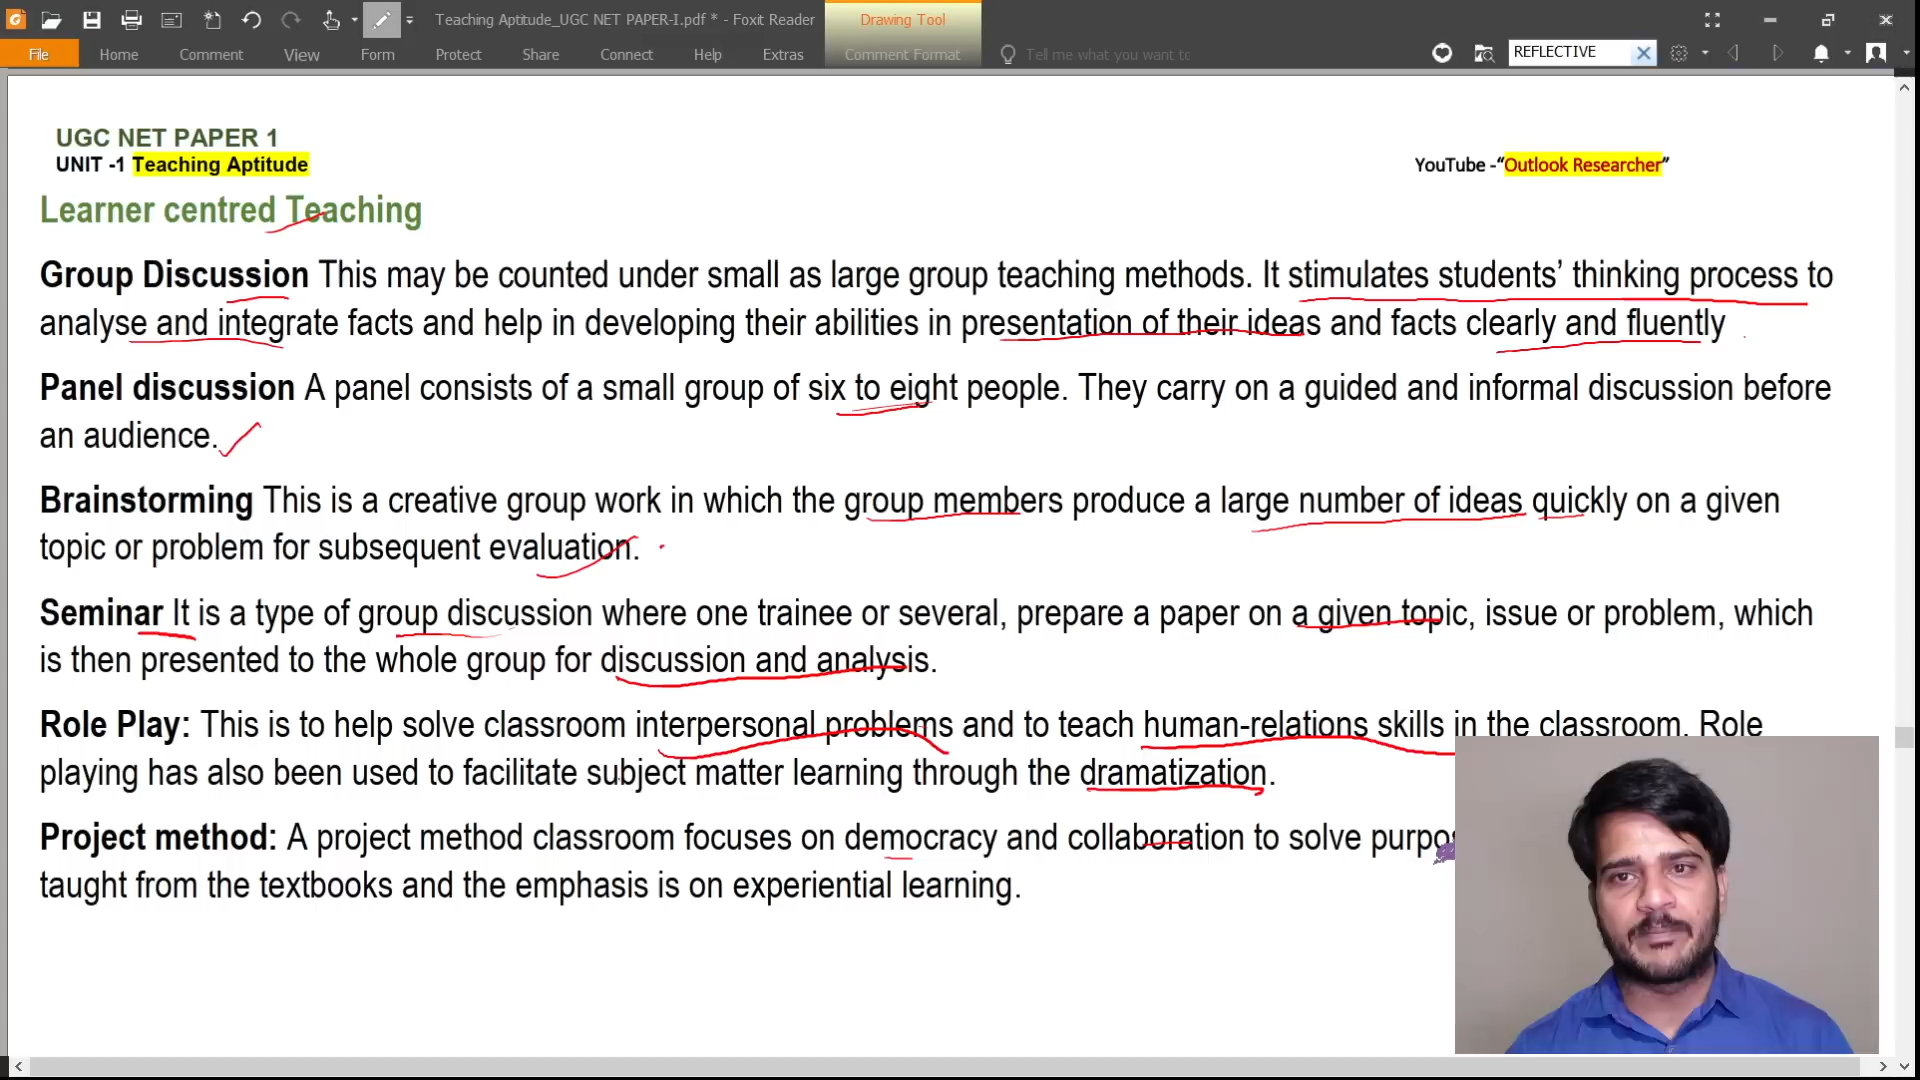 Teaching Aptitude_UGC NET PAPER-I.pdf * - Foxit Reader
Drawing Tool
File Home Comment View Form Protect Share Connect Help Extras Comment Format Tell me what you want to
REFLECTIVE
UGC NET PAPER 1
UNIT -1 Teaching Aptitude
YouTube -“Outlook Researcher”
Learner centred Teaching
Group Discussion This may be counted under small as large group teaching methods. It stimulates students’ thinking process to
analyse and integrate facts and help in developing their abilities in presentation of their ideas and facts clearly and fluently
Panel discussion A panel consists of a small group of six to eight people. They carry on a guided and informal discussion before
an audience.
Brainstorming This is a creative group work in which the group members produce a large number of ideas quickly on a given
topic or problem for subsequent evaluation.
Seminar It is a type of group discussion where one trainee or several, prepare a paper on a given topic, issue or problem, which
is then presented to the whole group for discussion and analysis.
Role Play: This is to help solve classroom interpersonal problems and to teach human-relations skills in the classroom. Role
playing has also been used to facilitate subject matter learning through the dramatization.
Project method: A project method classroom focuses on democracy and collaboration to solve
taught from the textbooks and the emphasis is on experiential learning.